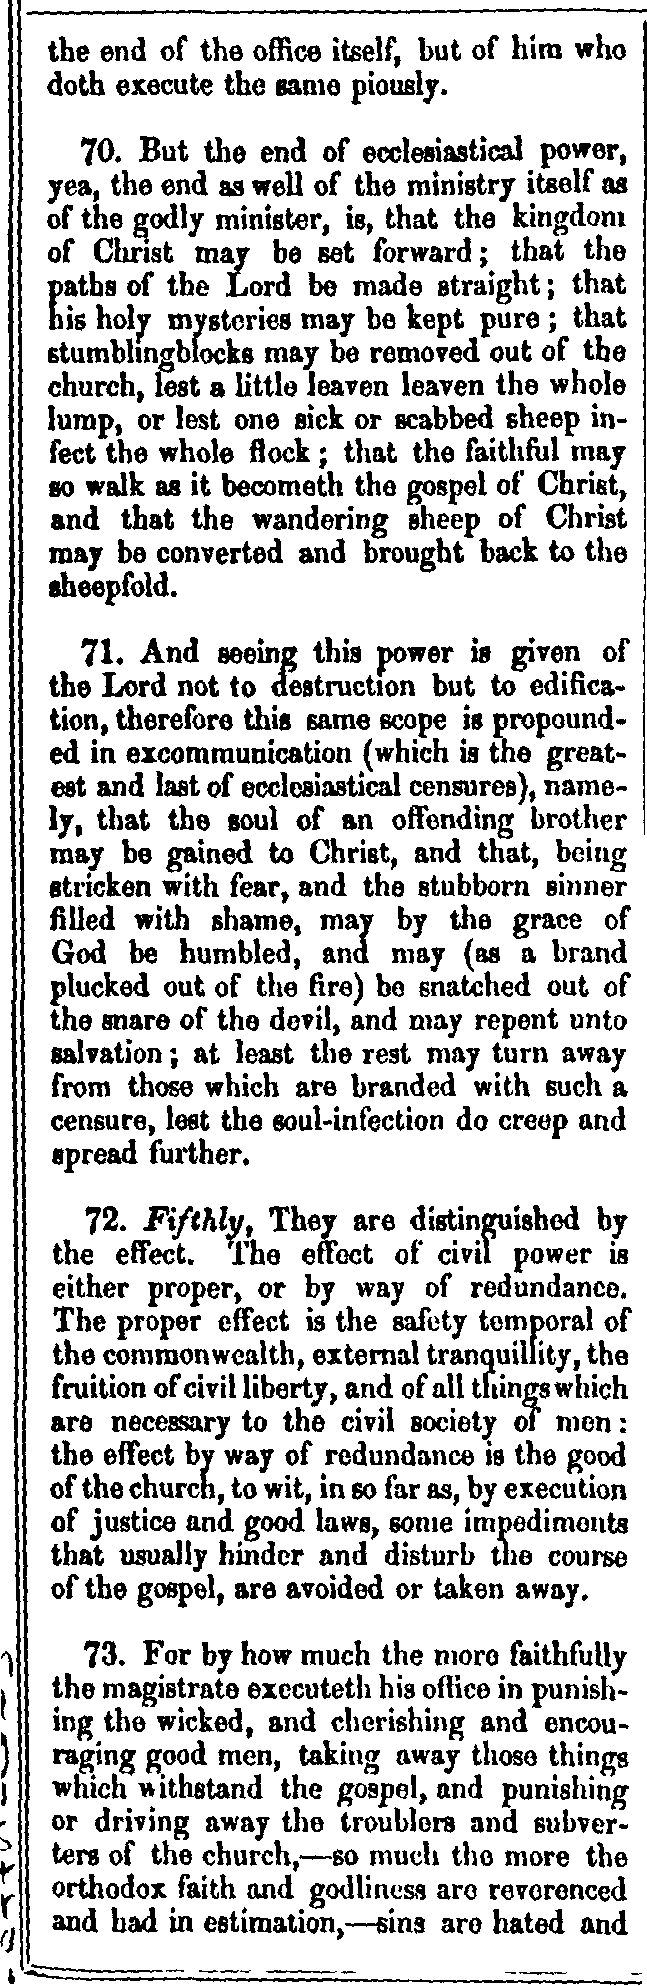 the end of the office itself, but of him who
doth execute the same piously.
70. But the end of ecclesiastical power,
yea, the end as well of the ministry itself as
of the godly minister, is, that the kingdom
of Christ may be set forward; that the
paths of the Lord be made straight; that
his holy mysteries may be kept pure; that
stumblingblocks may be removed out of the
church, lest a little leaven leaven the whole
lump, or lest one sick or scabbed sheep in-
fect the whole flock; that the faithful may
so walk as it becometh the gospel of Christ,
and that the wandering sheep of Christ
may be converted and brought back to the
sheepfold.
71. And seeing this power is given of
the Lord not to destruction but to edifica-
tion, therefore this same scope is propound-
ed in excommunication (which is the great-
est and last of ecclesiastical censures), name-
ly, that the soul of an offending brother
may be gained to Christ, and that, being
stricken with fear, and the stubborn sinner
filled with shame, may by the grace of
God be humbled, and may (as a brand
plucked out of the fire) be snatched out of
the snare of the devil, and may repent unto
salvation; at least the rest may turn away
from those which are branded with such a
censure, lest the soul-infection do creep and
spread further.
72. Fifthly, They are distinguished by
the effect. The effect of civil power is
either proper, or by way of redundance.
The proper effect is the safety temporal of
the commonwealth, external tranquillity, the
fruition of civil liberty, and of all things which
are necessary to the civil society of men:
the effect by way of redundance is the good
of the church, to wit, in so far as, by execution
of justice and good laws, some impediments
that usually hinder and disturb the course
of the gospel, are avoided or taken away.
73. For by how much the more faithfully
the magistrate executeth his office in punish-
ing the wicked, and cherishing and encou-
raging good men, taking away those things
which withstand the gospel, and punishing
or driving away the troublers and subver-
ters of the church,—so much the more the
orthodox faith and godliness are reverenced
and had in estimation,—sins are hated and